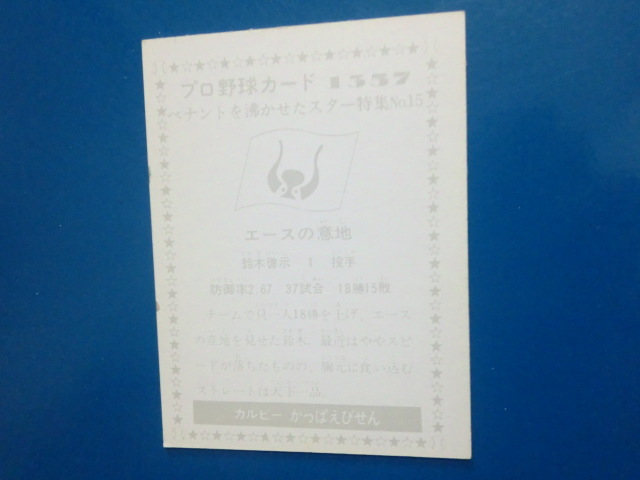 プロ野球カード 1337
ペナントを沸かせたスター特集No.15
エースの意地
鈴木啓示 1 投手
防御率2.67 37試合 18勝15敗
チームで只一人18勝を上げ、エース
の意地を見せた鈴木。最近はややスピ
ードが落ちたものの、胸元に食い込む
ストレートは天下一品。
カルビー かっぱえびせん